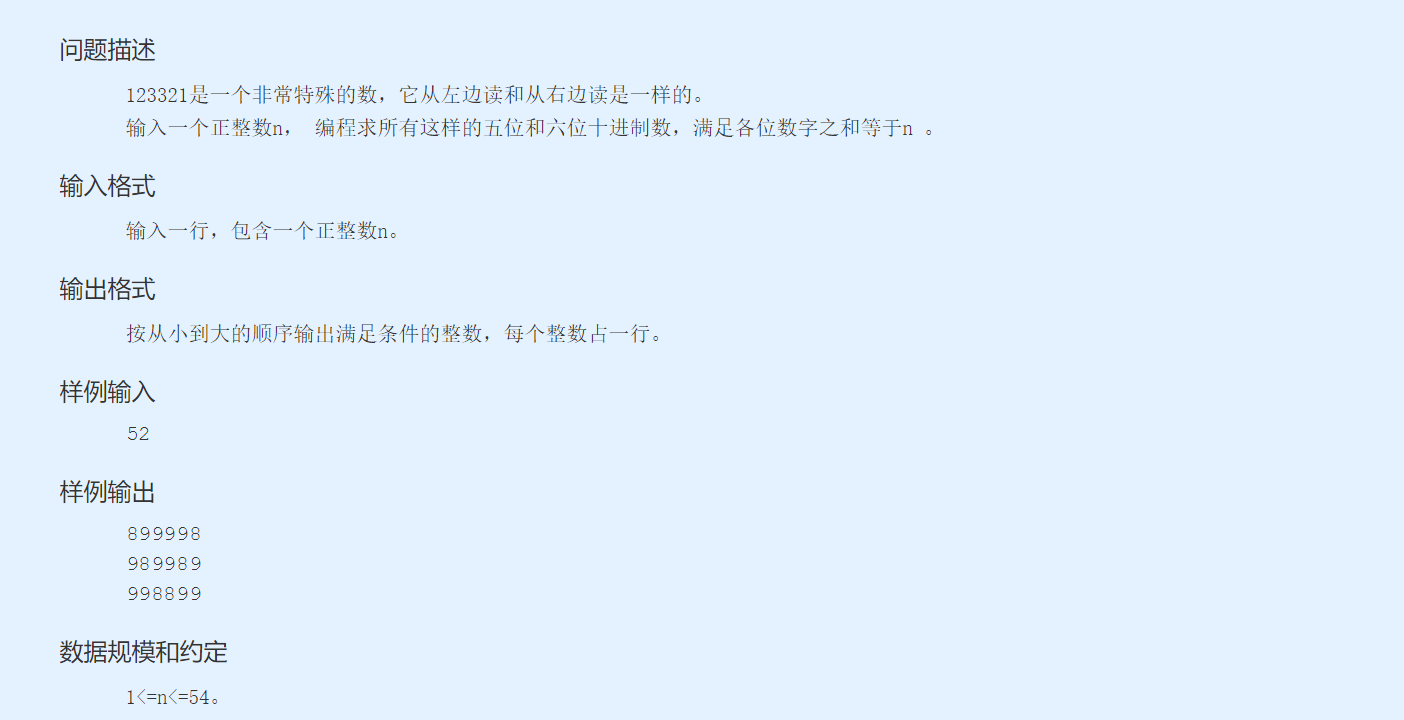 问题描述
123321是一个非常特殊的数，它从左边读和从右边读是一样的。
输入一个正整数n， 编程求所有这样的五位和六位十进制数，满足各位数字之和等于n 。
输入格式
输入一行，包含一个正整数n。
输出格式
按从小到大的顺序输出满足条件的整数，每个整数占一行。
样例输入
52
样例输出
899998
989989
998899
数据规模和约定
1<=n<=54。